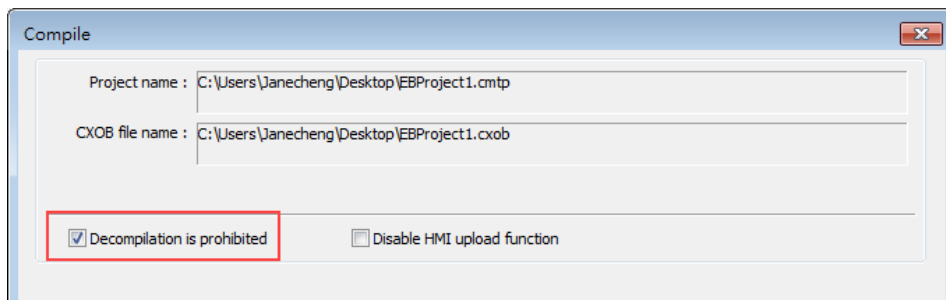 Compile
Project name : C:\Users\Janecheng\Desktop\EBProject1.cmtp
CXOB file name : C:\Users\Janecheng\Desktop\EBProject1.cxob
Decompilation is prohibited Disable HMI upload function